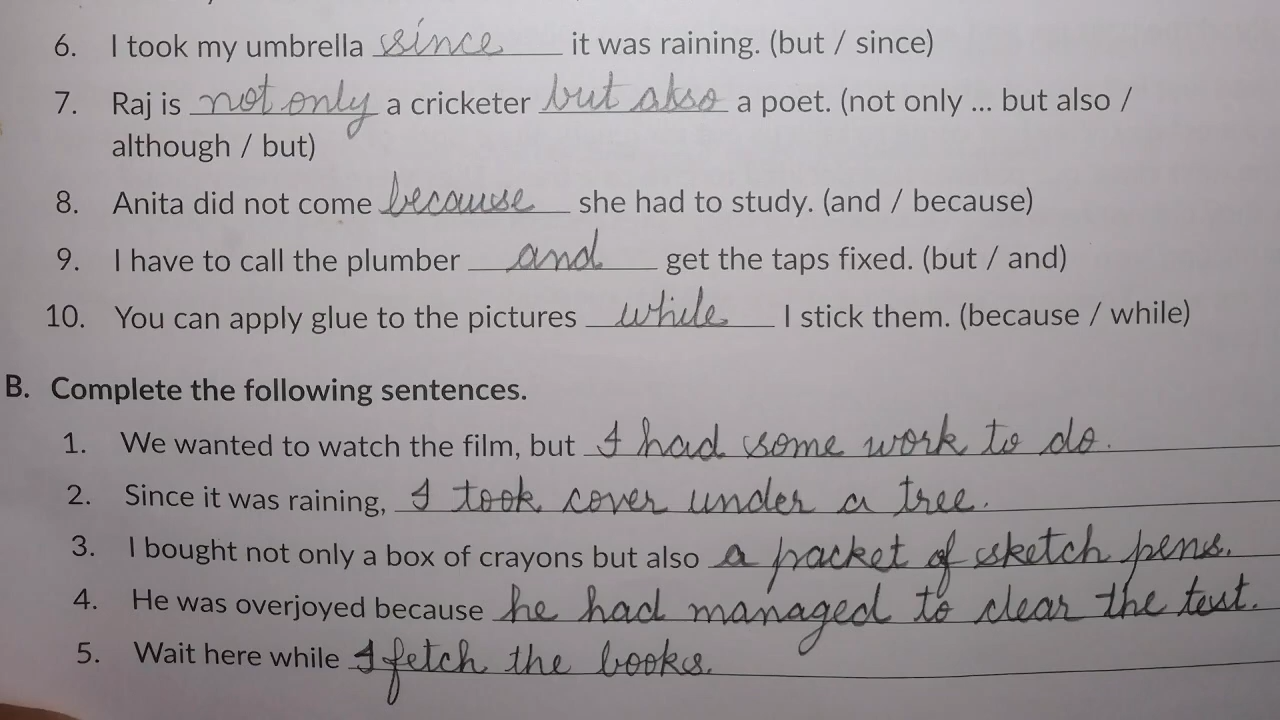 6. I took my umbrella since it was raining. (but / since)
7. Raj is not only a cricketer but also a poet. (not only ... but also /
although / but)
8. Anita did not come because she had to study. (and / because)
9. I have to call the plumber and get the taps fixed. (but / and)
10. You can apply glue to the pictures while I stick them. (because / while)
B. Complete the following sentences.
1. We wanted to watch the film, but I had some work to do.
2. Since it was raining, I took cover under a tree.
3. I bought not only a box of crayons but also a packet of sketch pens.
4. He was overjoyed because he had managed to clear the test.
5. Wait here while I fetch the books.